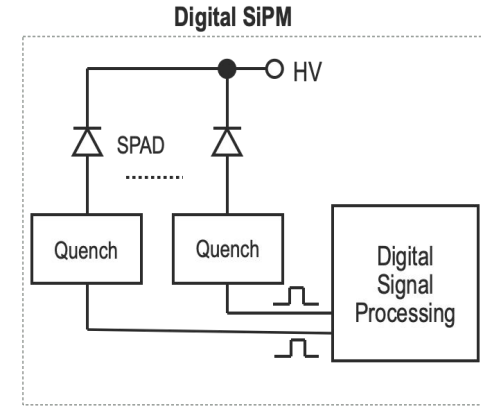 Digital SiPM
HV
SPAD
Quench
Quench
Digital
Signal
Processing